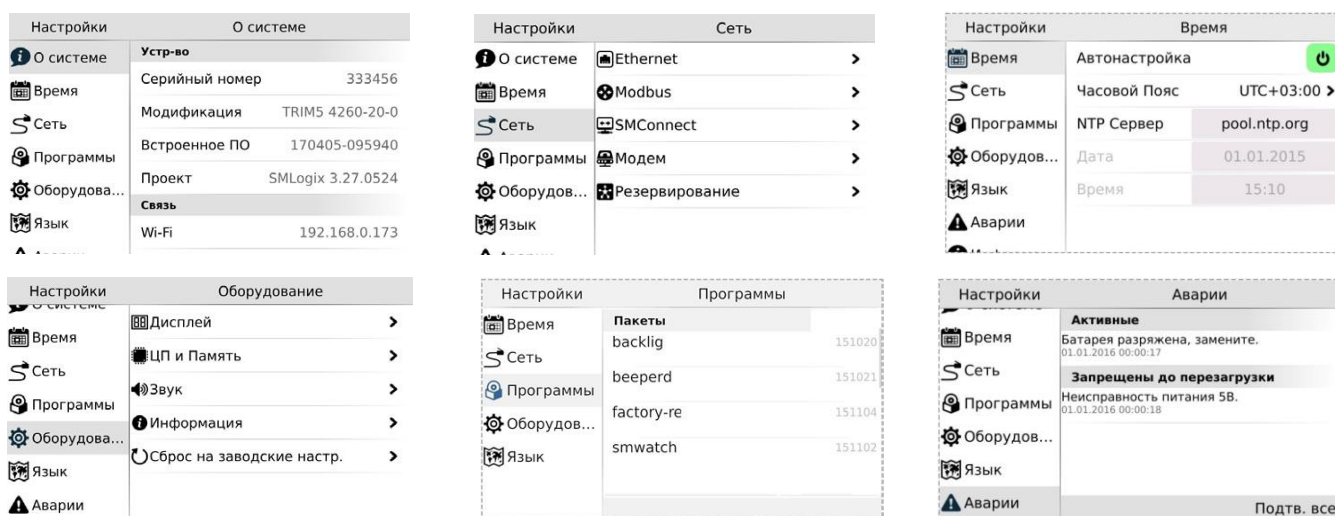 Настройки
О системе
О системе
Время
Сеть
Программы
Оборудова...
Язык
Устр-во
Серийный номер 333456
Модификация TRIM5 4260-20-0
Встроенное ПО 170405-095940
Проект SMLogix 3.27.0524
Связь
Wi-Fi 192.168.0.173
Настройки
Сеть
О системе
Время
Сеть
Программы
Оборудов...
Язык
Ethernet
Modbus
SMConnect
Модем
Резервирование
Настройки
Время
Время
Сеть
Программы
Оборудов...
Язык
Аварии
Автонастройка
Часовой Пояс UTC+03:00
NTP Сервер pool.ntp.org
Дата 01.01.2015
Время 15:10
Настройки
Оборудование
О системе
Время
Сеть
Программы
Оборудова...
Язык
Аварии
Дисплей
ЦП и Память
Звук
Информация
Сброс на заводские настр.
Настройки
Программы
Время
Сеть
Программы
Оборудов...
Язык
Пакеты
backlig 151020
beeperd 151021
factory-re 151104
smwatch 151102
Настройки
Аварии
Время
Сеть
Программы
Оборудов...
Язык
Аварии
Активные
Батарея разряжена, замените.
01.01.2016 00:00:17
Запрещены до перезагрузки
Неисправность питания 5В.
01.01.2016 00:00:18
Подтв. все